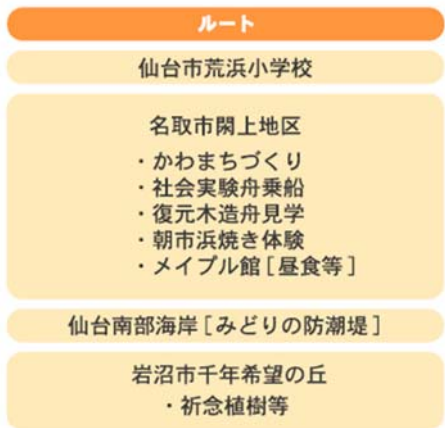 ルート
仙台市荒浜小学校
名取市閖上地区
・かわまちづくり
・社会実験舟乗船
・復元木造舟見学
・朝市浜焼き体験
・メイプル館［昼食等］
仙台南部海岸［みどりの防潮堤］
岩沼市千年希望の丘
・祈念植樹等